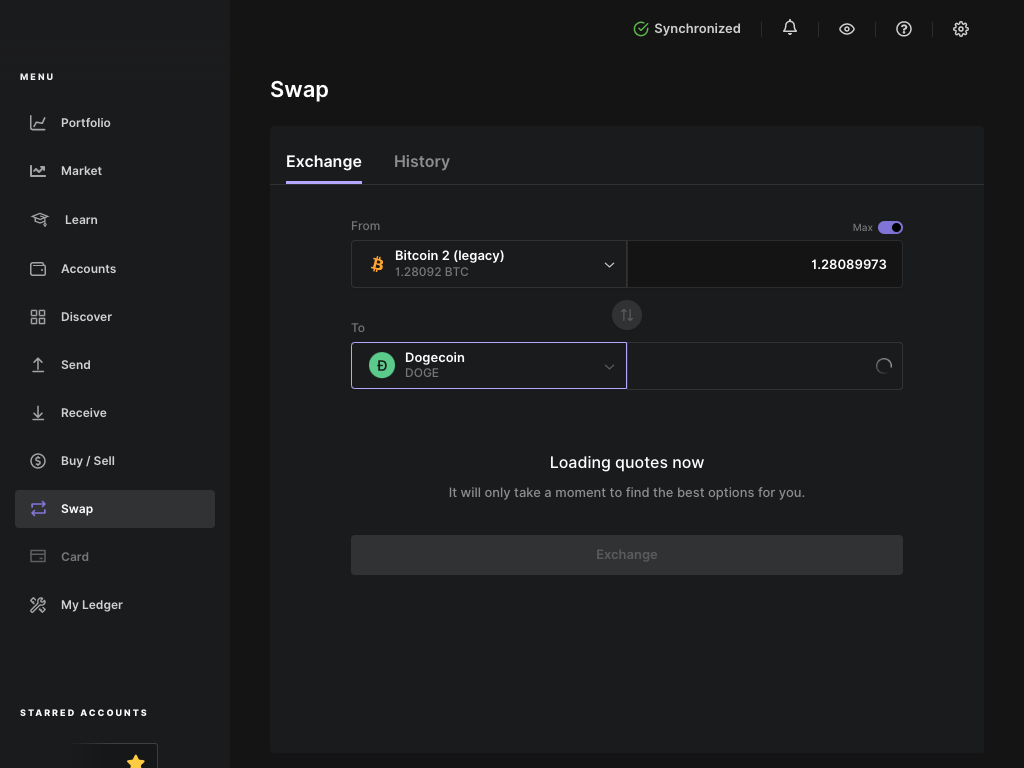 Synchronized
MENU
Portfolio
Market
Learn
Accounts
Discover
Send
Receive
Buy / Sell
Swap
Card
My Ledger
STARRED ACCOUNTS
Swap
Exchange
History
From
Max
Bitcoin 2 (legacy)
1.28092 BTC
1.28089973
To
Dogecoin
DOGE
Loading quotes now
It will only take a moment to find the best options for you.
Exchange